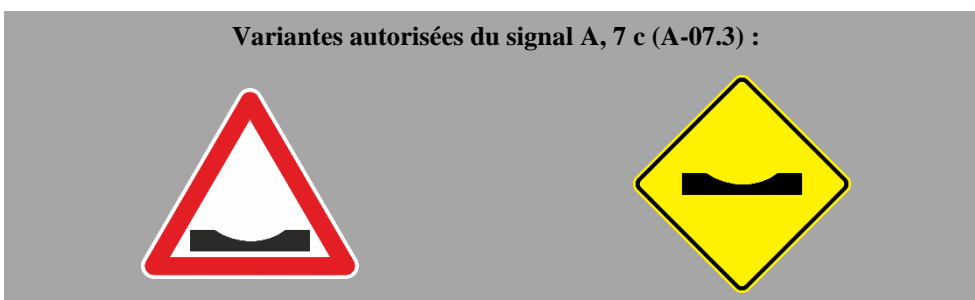 Variantes autorisées du signal A, 7 c (A-07.3) :